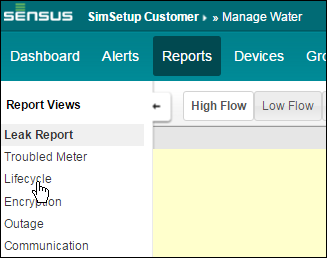 sensus
SimSetup Customer ▸ » Manage Water
Dashboard Alerts Reports Devices
Report Views
High Flow Low Flow
Leak Report
Troubled Meter
Lifecycle
Encryption
Outage
Communication